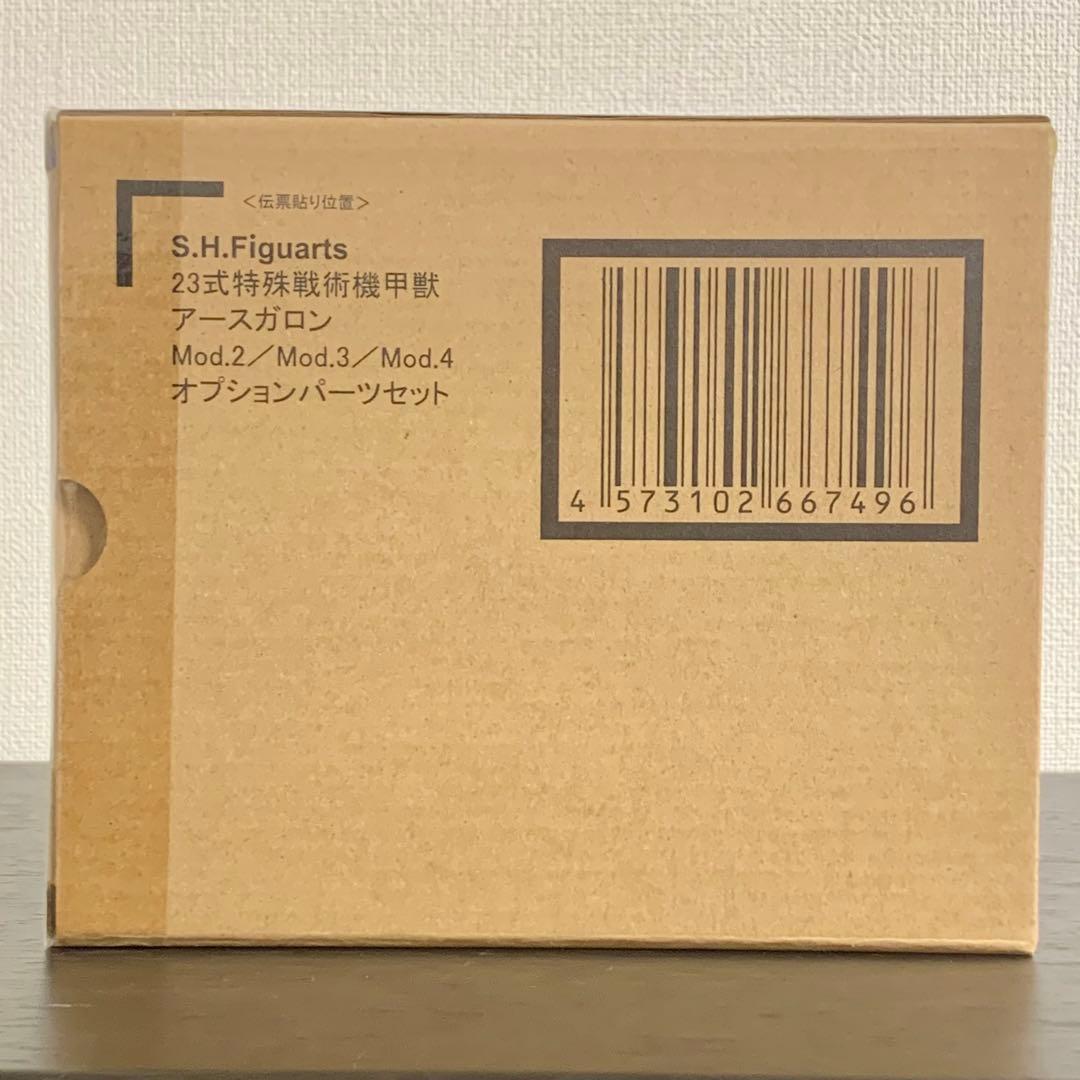 ＜伝票貼り位置＞
S.H.Figuarts
23式特殊戦術機甲獣
アースガロン
Mod.2／Mod.3／Mod.4
オプションパーツセット
4 573102 667496